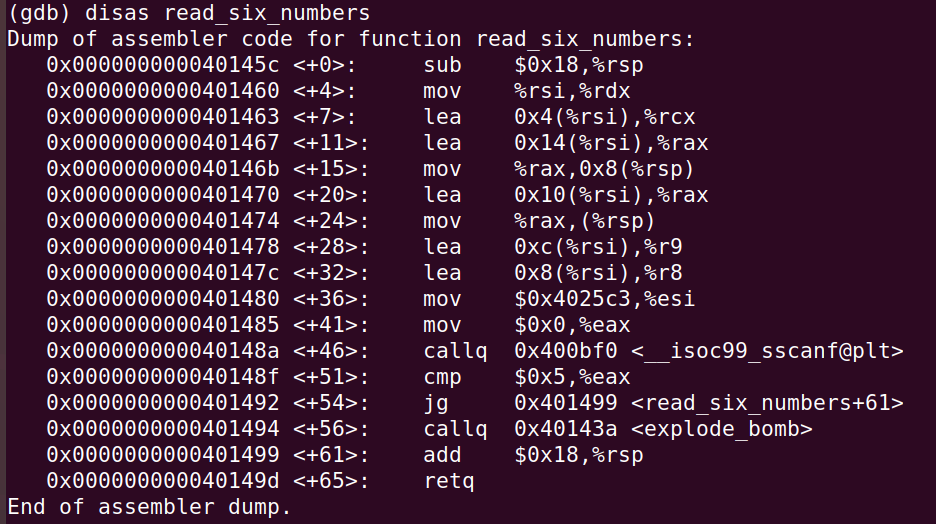 (gdb) disas read_six_numbers
Dump of assembler code for function read_six_numbers:
   0x000000000040145c <+0>:     sub    $0x18,%rsp
   0x0000000000401460 <+4>:     mov    %rsi,%rdx
   0x0000000000401463 <+7>:     lea    0x4(%rsi),%rcx
   0x0000000000401467 <+11>:    lea    0x14(%rsi),%rax
   0x000000000040146b <+15>:    mov    %rax,0x8(%rsp)
   0x0000000000401470 <+20>:    lea    0x10(%rsi),%rax
   0x0000000000401474 <+24>:    mov    %rax,(%rsp)
   0x0000000000401478 <+28>:    lea    0xc(%rsi),%r9
   0x000000000040147c <+32>:    lea    0x8(%rsi),%r8
   0x0000000000401480 <+36>:    mov    $0x4025c3,%esi
   0x0000000000401485 <+41>:    mov    $0x0,%eax
   0x000000000040148a <+46>:    callq  0x400bf0 <__isoc99_sscanf@plt>
   0x000000000040148f <+51>:    cmp    $0x5,%eax
   0x0000000000401492 <+54>:    jg     0x401499 <read_six_numbers+61>
   0x0000000000401494 <+56>:    callq  0x40143a <explode_bomb>
   0x0000000000401499 <+61>:    add    $0x18,%rsp
   0x000000000040149d <+65>:    retq
End of assembler dump.